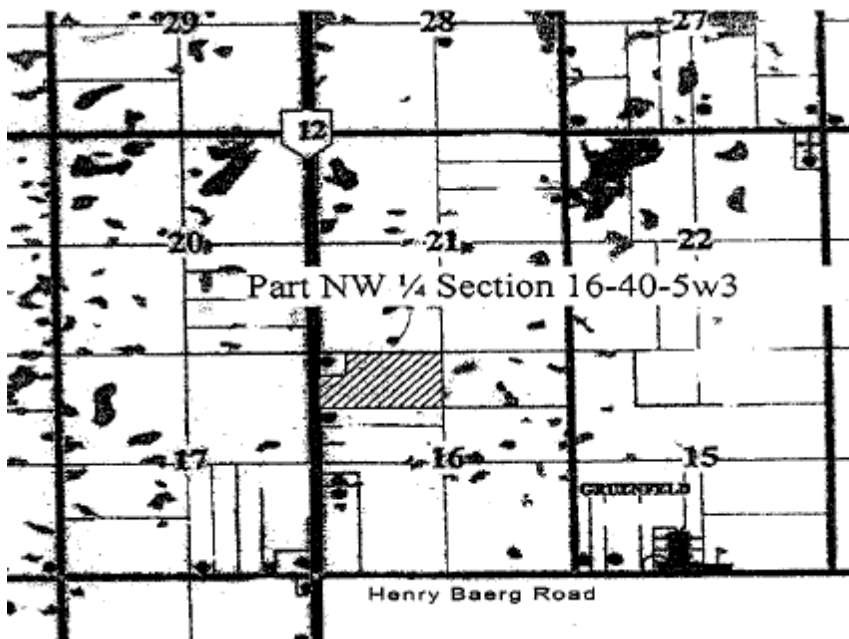 29 28 27
12
20 21 22
Part NW ¼ Section 16-40-5w3
17 16 15
GRUENFELD
Henry Baerg Road